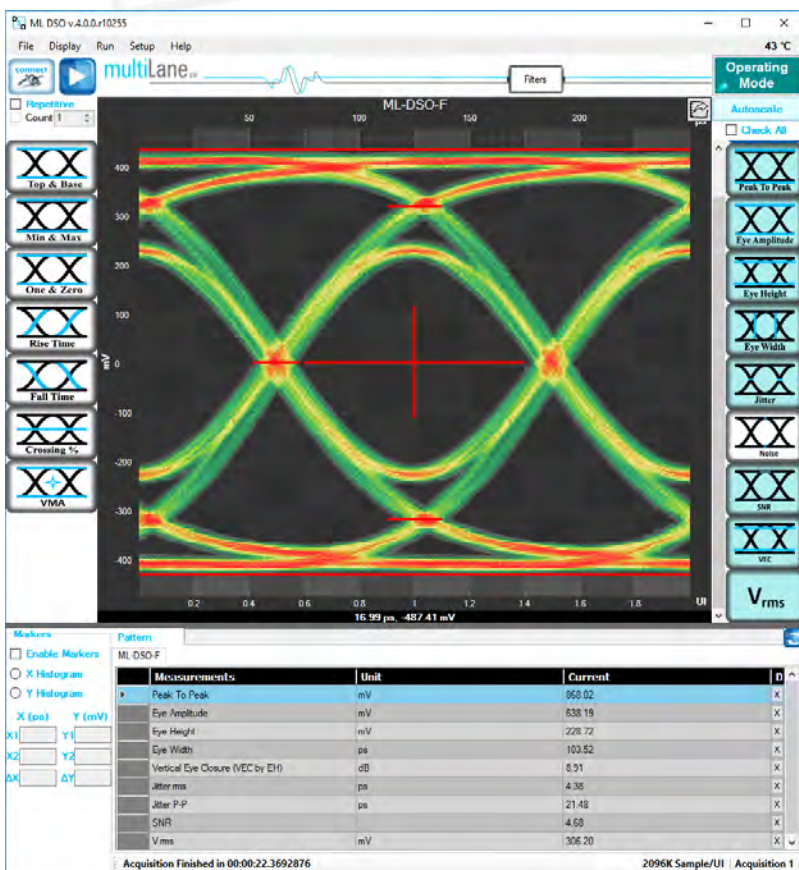 ML DSO v.4.0.0.r10255
File Display Run Setup Help
43 °C
connect
multiLane
Filters
Operating Mode
Repetitive
Count 1
Autoscale
Check All
ML-DSO-F
50 100 150 200
Top & Base
Min & Max
One & Zero
Rise Time
Fall Time
Crossing %
VMA
400
300
200
100
0
-100
-200
-300
-400
mV
0.2 0.4 0.6 0.8 1 1.2 1.4 1.6 1.8 UI
16.99 ps, -487.41 mV
Peak To Peak
Eye Amplitude
Eye Height
Eye Width
Jitter
Noise
SNR
VEC
Vrms
Markers
Enable Markers
X Histogram
Y Histogram
X (ps) Y (mV)
X1 Y1
X2 Y2
ΔX ΔY
Pattern
ML-DSO-F
Measurements Unit Current D
Peak To Peak mV 868.02 X
Eye Amplitude mV 638.19 X
Eye Height mV 228.72 X
Eye Width ps 103.52 X
Vertical Eye Closure (VEC by EH) dB 8.91 X
Jitter rms ps 4.38 X
Jitter P-P ps 21.48 X
SNR 4.68 X
Vrms mV 306.20 X
Acquisition Finished in 00:00:22.3692876
2096K Sample/UI Acquisition 1